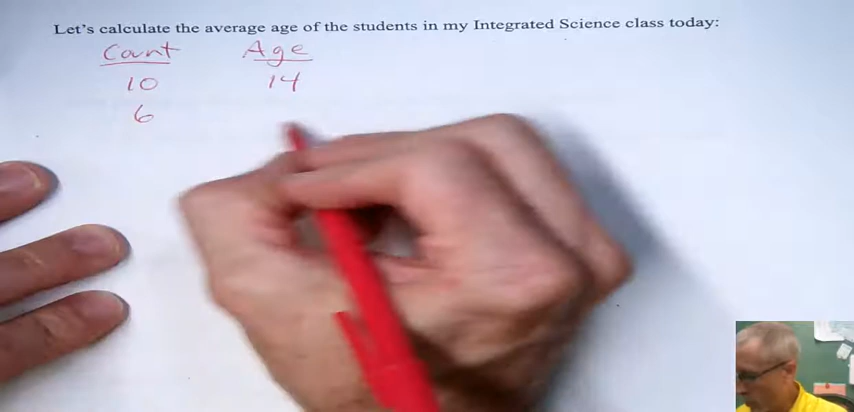 Let's calculate the average age of the students in my Integrated Science class today:
Count Age
10 14
6